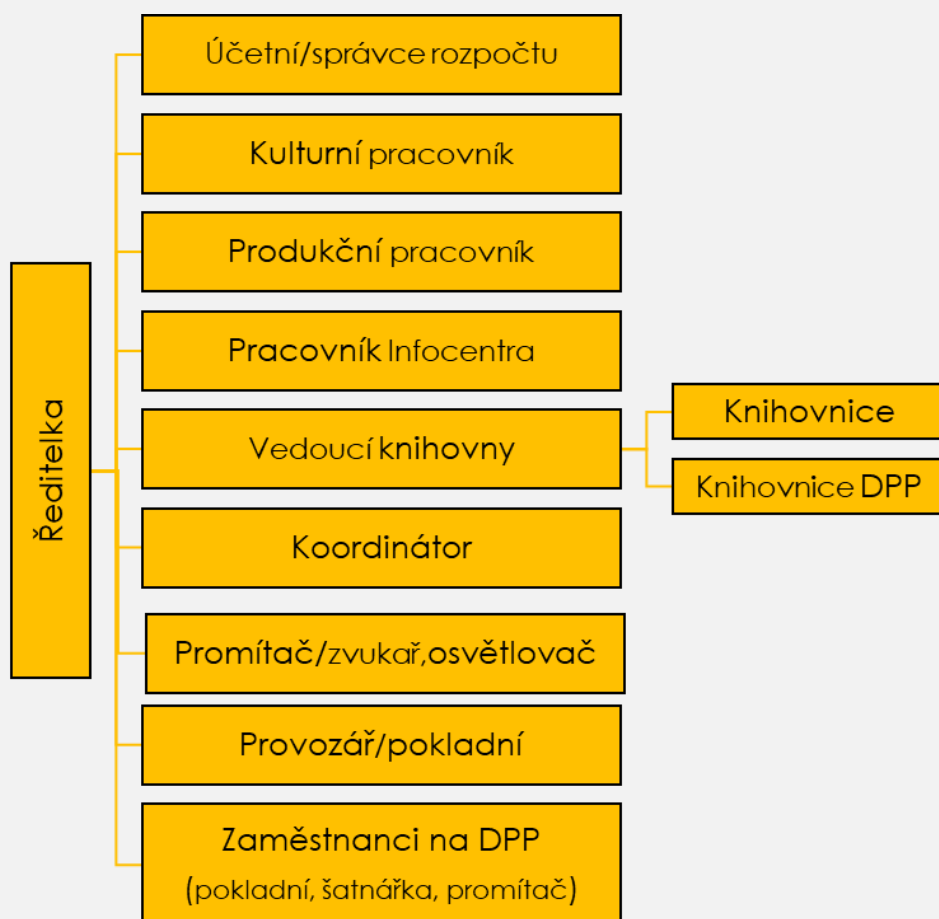 Ředitelka
Účetní/správce rozpočtu
Kulturní pracovník
Produkční pracovník
Pracovník Infocentra
Vedoucí knihovny
Knihovnice
Knihovnice DPP
Koordinátor
Promítač/zvukař,osvětlovač
Provozář/pokladní
Zaměstnanci na DPP
(pokladní, šatnářka, promítač)